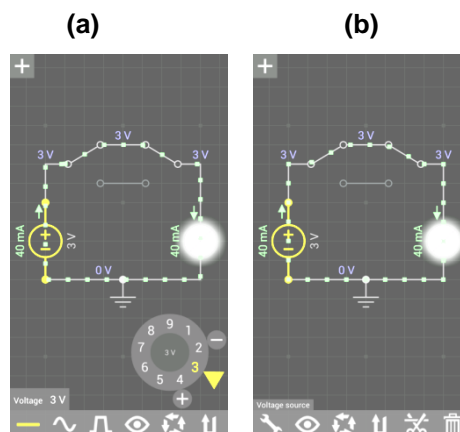 (a) (b)
+
3 V
3 V 3 V
40 mA
+
3 V
40 mA
0 V
9
8 1
7 3 V 2
6 3
5 4
−
+
Voltage 3 V
+
3 V
3 V 3 V
40 mA
+
3 V
40 mA
0 V
Voltage source